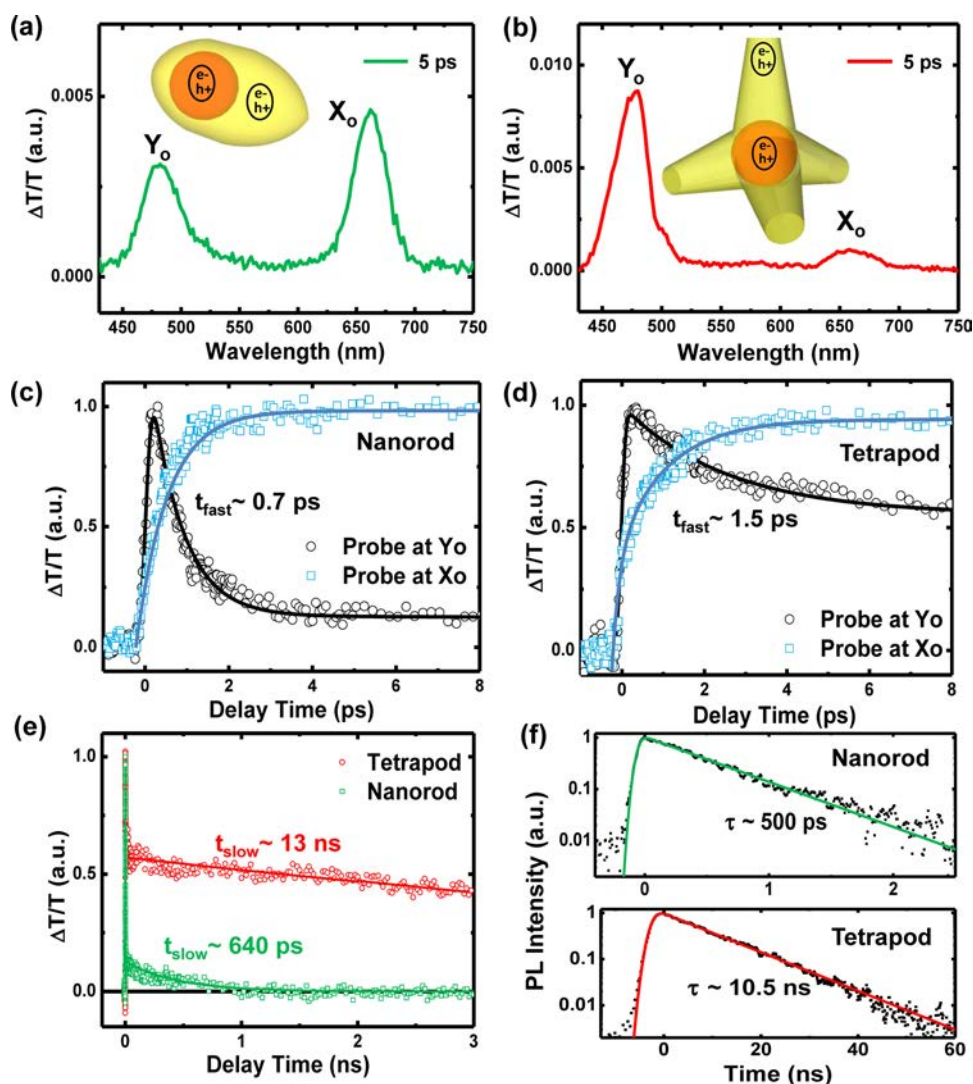 (a)
5 ps
e-
h+
e-
h+
Yo
Xo
0.005
0.000
ΔT/T (a.u.)
450 500 550 600 650 700 750
Wavelength (nm)
(b)
5 ps
e-
h+
e-
h+
Yo
Xo
0.010
0.005
0.000
ΔT/T (a.u.)
450 500 550 600 650 700 750
Wavelength (nm)
(c)
Nanorod
tfast~ 0.7 ps
Probe at Yo
Probe at Xo
1.0
0.5
0.0
ΔT/T (a.u.)
0 2 4 6 8
Delay Time (ps)
(d)
Tetrapod
tfast~ 1.5 ps
Probe at Yo
Probe at Xo
1.0
0.5
0.0
ΔT/T (a.u.)
0 2 4 6 8
Delay Time (ps)
(e)
Tetrapod
Nanorod
tslow~ 13 ns
tslow~ 640 ps
1.0
0.5
0.0
ΔT/T (a.u.)
0 1 2 3
Delay Time (ns)
(f)
Nanorod
τ ~ 500 ps
1
0.1
0.01
0 1 2
Tetrapod
τ ~ 10.5 ns
1
0.1
0.01
PL Intensity (a.u.)
0 20 40 60
Time (ns)